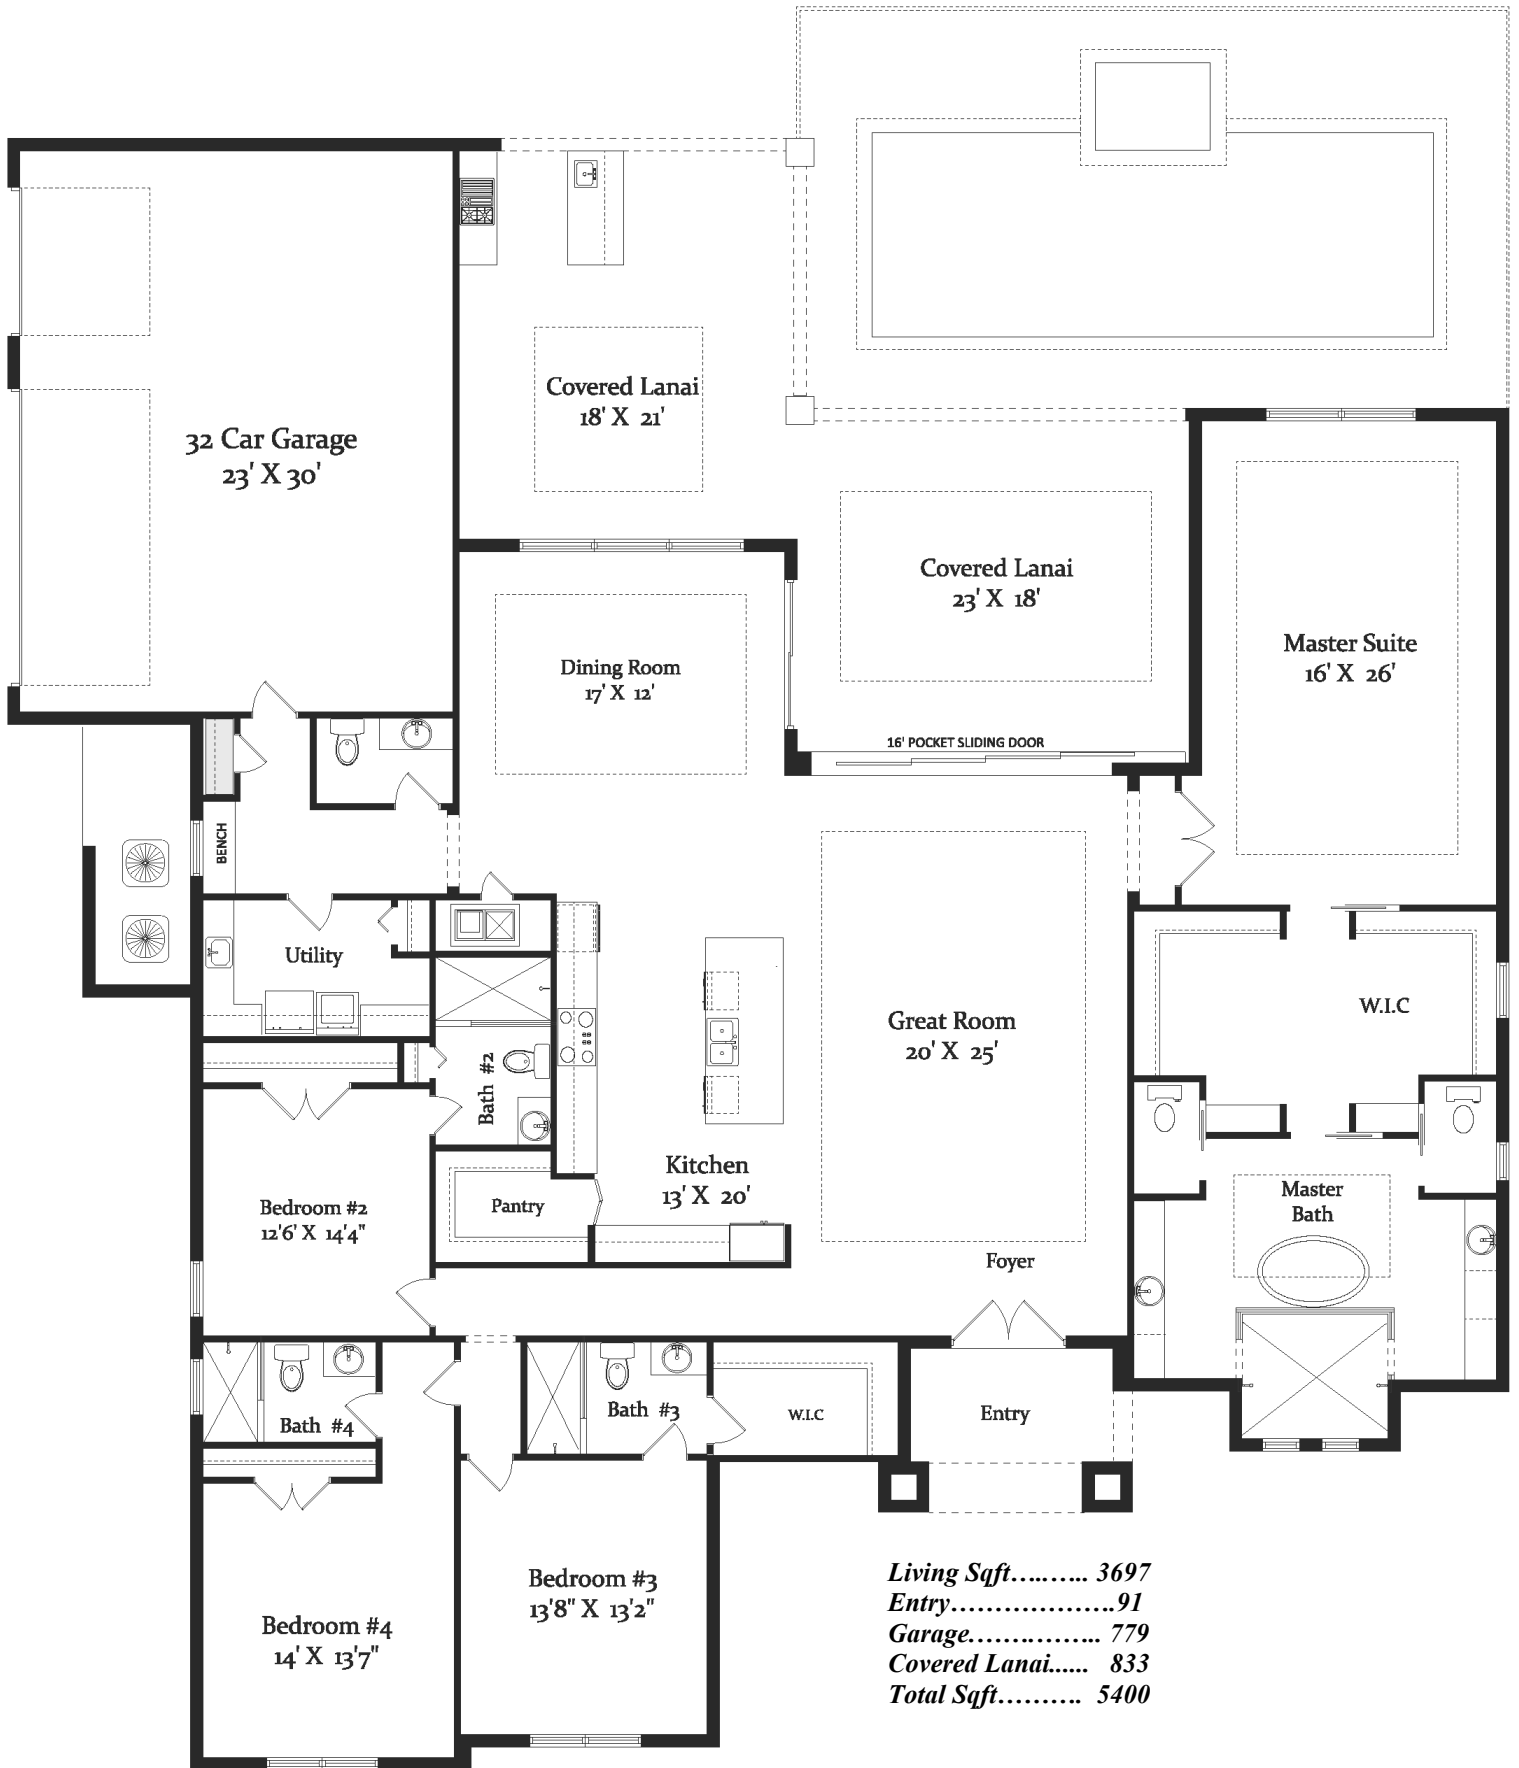 Covered Lanai
18' X 21'
32 Car Garage
23' X 30'
Covered Lanai
23' X 18'
Master Suite
16' X 26'
Dining Room
17' X 12'
16' POCKET SLIDING DOOR
BENCH
Utility
Great Room
20' X 25'
W.I.C
Bath #2
Kitchen
13' X 20'
Pantry
Bedroom #2
12'6' X 14'4"
Master
Bath
Foyer
Bath #4
Bath #3
W.I.C
Entry
Bedroom #3
13'8" X 13'2"
Bedroom #4
14' X 13'7"
Living Sqft.......... 3697
Entry...................91
Garage............... 779
Covered Lanai...... 833
Total Sqft.......... 5400